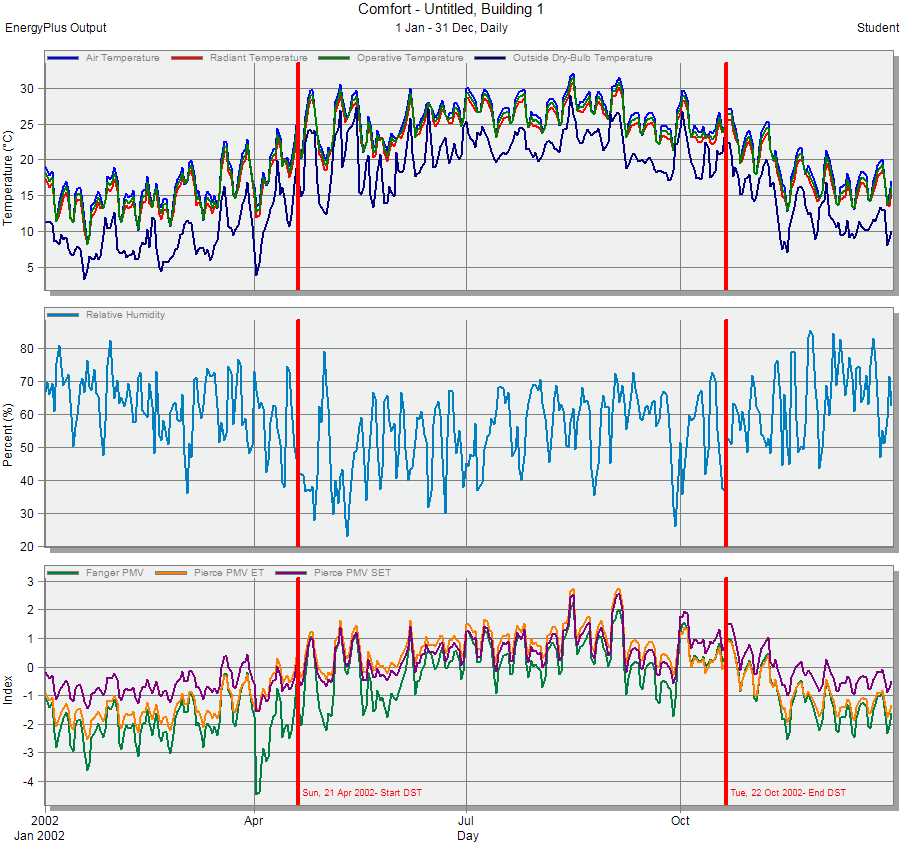 Comfort - Untitled, Building 1
EnergyPlus Output 1 Jan - 31 Dec, Daily Student
Air Temperature Radiant Temperature Operative Temperature Outside Dry-Bulb Temperature
Temperature (°C)
30
25
20
15
10
5
Relative Humidity
Percent (%)
80
70
60
50
40
30
20
Fanger PMV Pierce PMV ET Pierce PMV SET
Index
3
2
1
0
-1
-2
-3
-4
Sun, 21 Apr 2002- Start DST Tue, 22 Oct 2002- End DST
2002 Apr Jul Oct
Jan 2002 Day